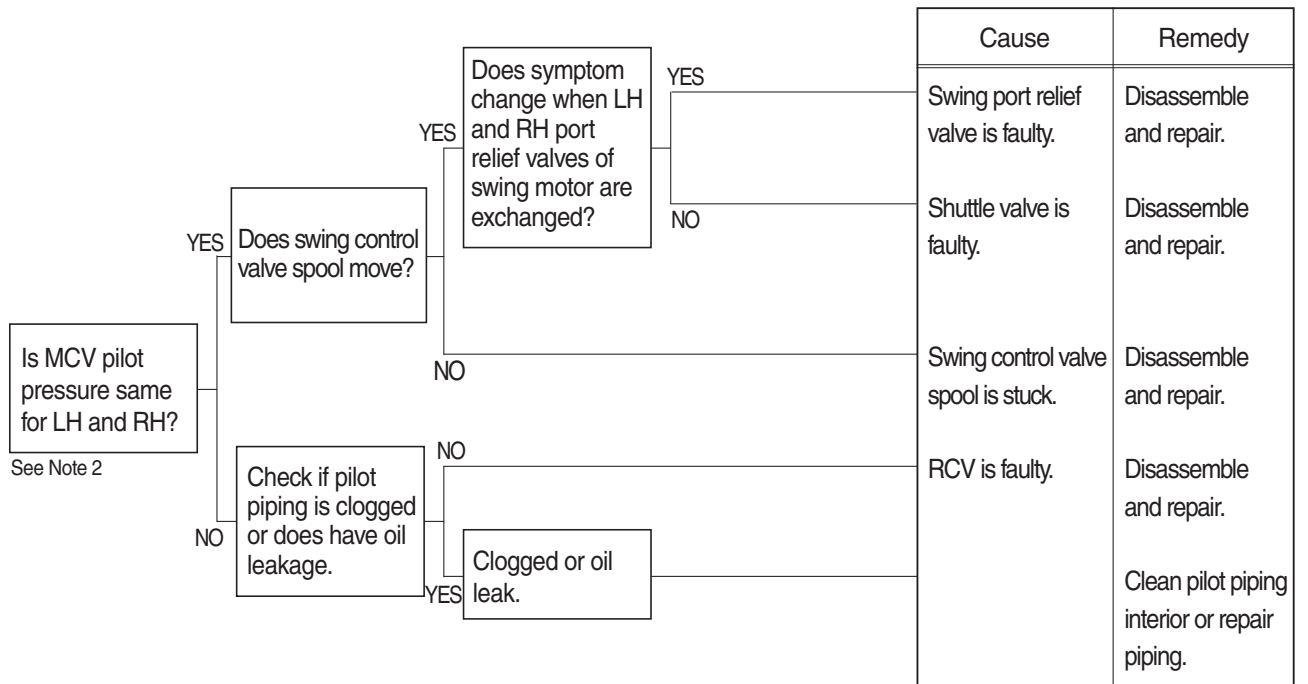 Cause
Remedy
Does symptom
change when LH
and RH port
relief valves of
swing motor are
exchanged?
YES
Swing port relief
valve is faulty.
Disassemble
and repair.
YES
NO
Shuttle valve is
faulty.
Disassemble
and repair.
YES
Does swing control
valve spool move?
NO
Swing control valve
spool is stuck.
Disassemble
and repair.
Is MCV pilot
pressure same
for LH and RH?
See Note 2
NO
Check if pilot
piping is clogged
or does have oil
leakage.
NO
RCV is faulty.
Disassemble
and repair.
YES
Clogged or oil
leak.
Clean pilot piping
interior or repair
piping.